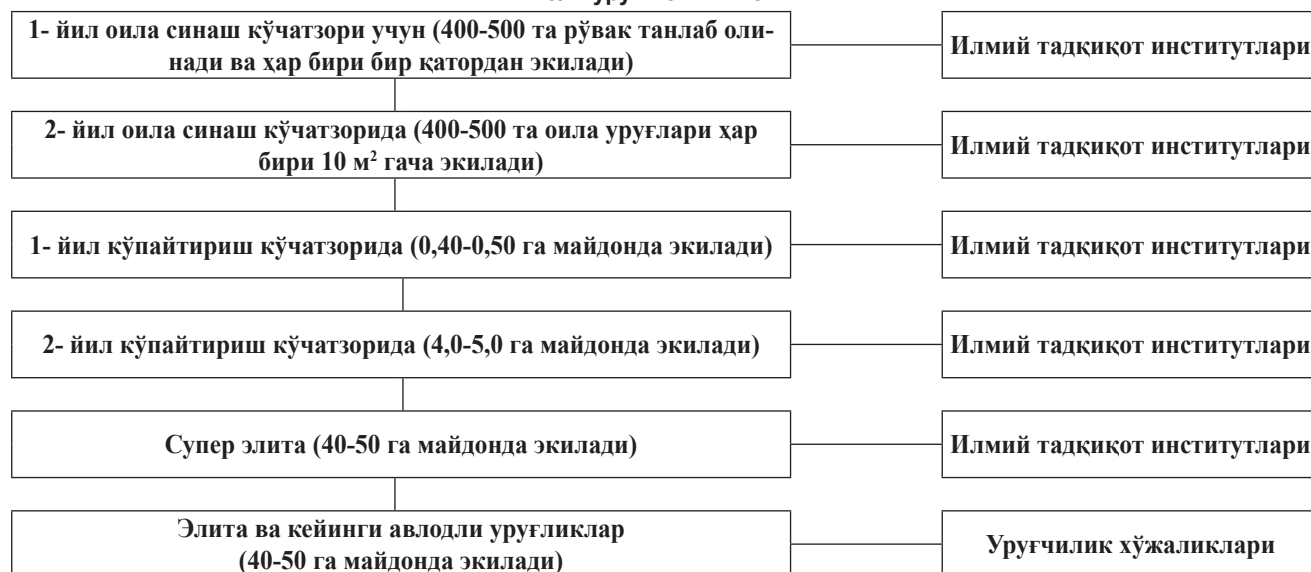 1- йил оила синаш кўчатзори учун (400-500 та рўвак танлаб оли-
нади ва ҳар бири бир қатордан экилади)
Илмий тадқиқот институтлари
2- йил оила синаш кўчатзорида (400-500 та оила уруғлари ҳар
бири 10 м² гача экилади)
Илмий тадқиқот институтлари
1- йил кўпайтириш кўчатзорида (0,40-0,50 га майдонда экилади)
Илмий тадқиқот институтлари
2- йил кўпайтириш кўчатзорида (4,0-5,0 га майдонда экилади)
Илмий тадқиқот институтлари
Супер элита (40-50 га майдонда экилади)
Илмий тадқиқот институтлари
Элита ва кейинги авлодли уруғликлар
(40-50 га майдонда экилади)
Уруғчилик хўжаликлари